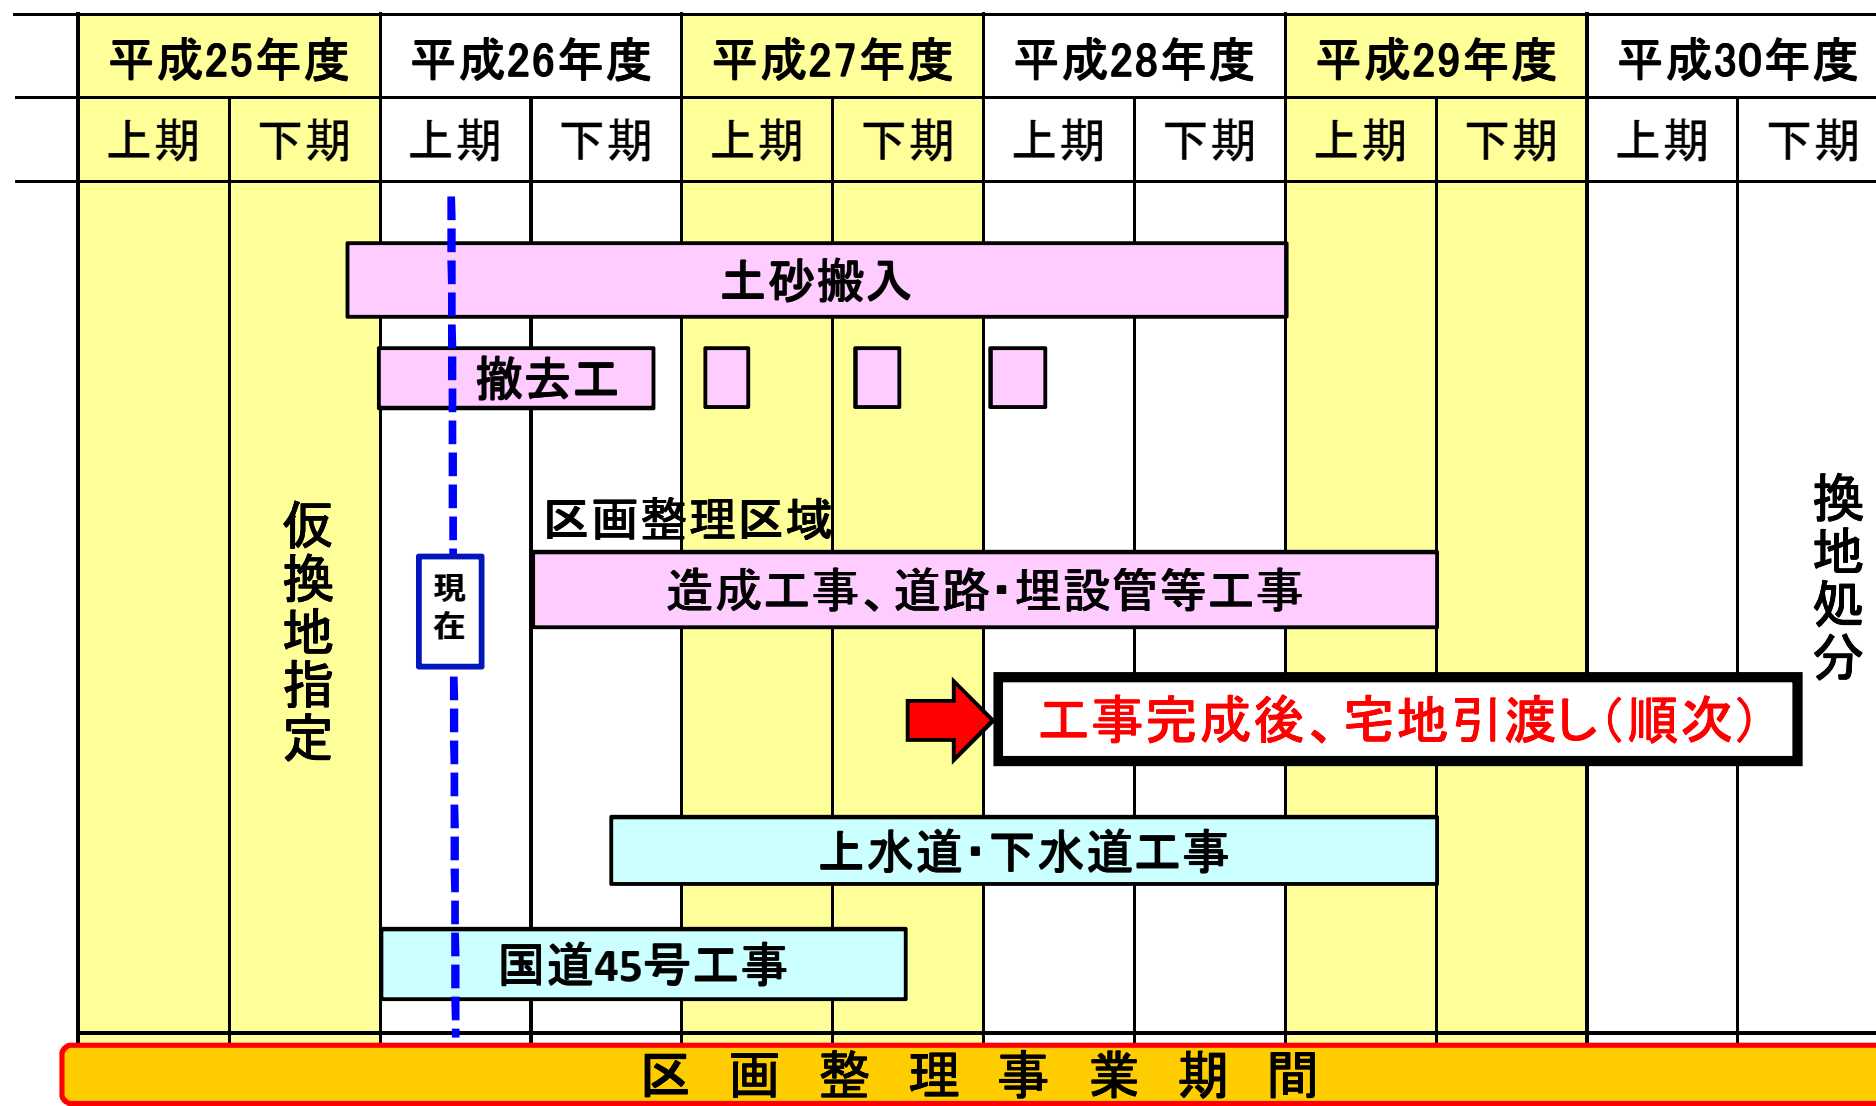 平成25年度 平成26年度 平成27年度 平成28年度 平成29年度 平成30年度
上期 下期 上期 下期 上期 下期 上期 下期 上期 下期 上期 下期
土砂搬入
撤去工
仮換地指定
現在
区画整理区域
造成工事、道路・埋設管等工事
換地処分
工事完成後、宅地引渡し（順次）
上水道・下水道工事
国道45号工事
区画整理事業期間